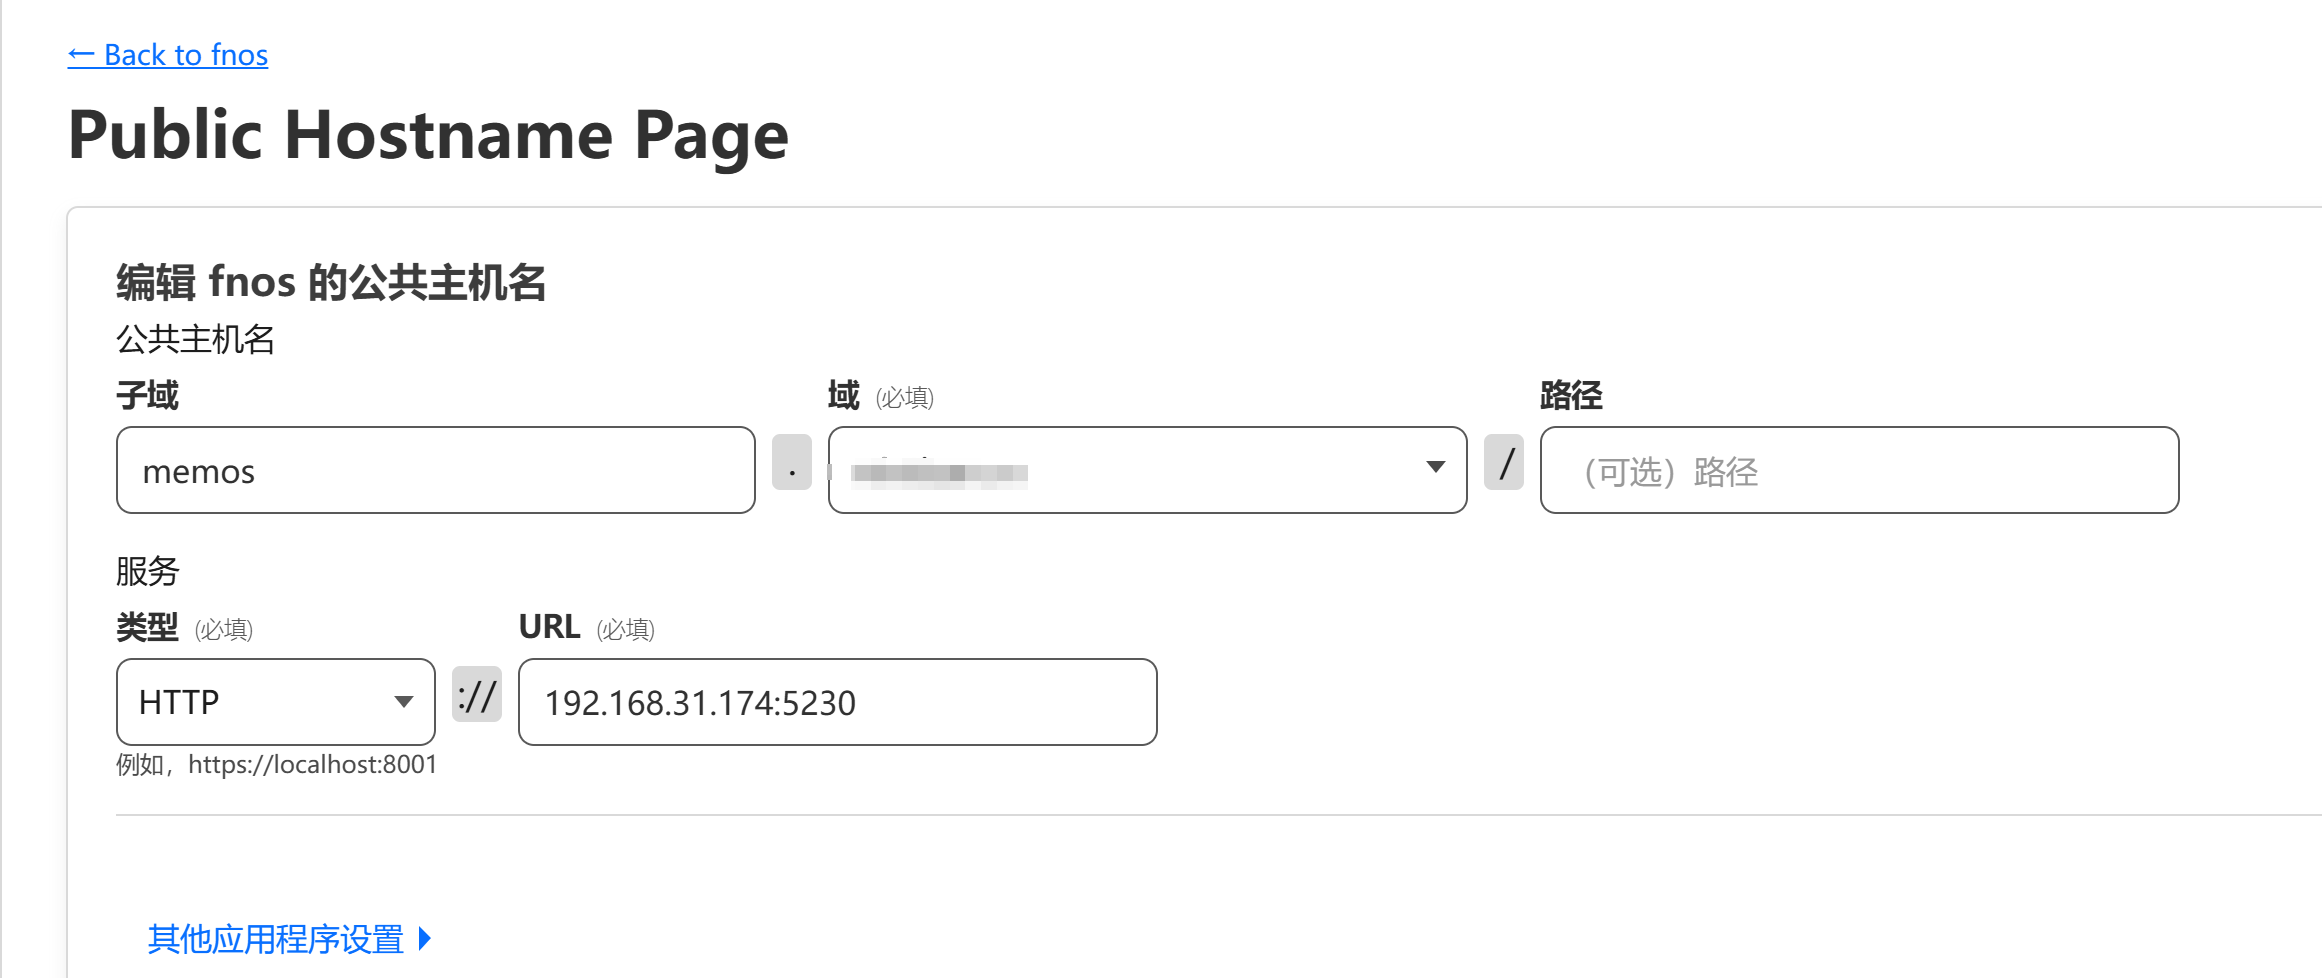 ← Back to fnos
Public Hostname Page
编辑 fnos 的公共主机名
公共主机名
子域 域 (必填) 路径
memos . / （可选）路径
服务
类型 (必填) URL (必填)
HTTP :// 192.168.31.174:5230
例如，https://localhost:8001
其他应用程序设置